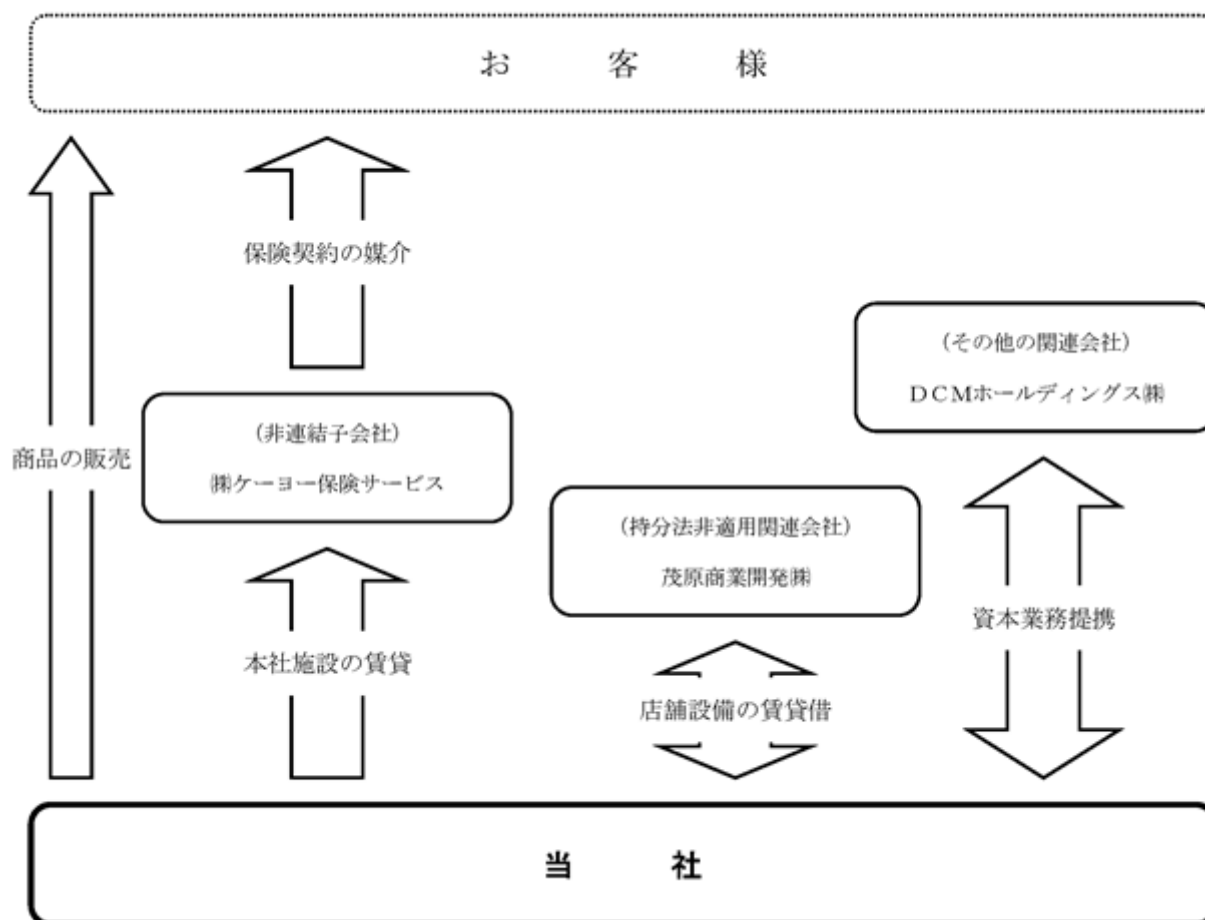 お客様
保険契約の媒介
(その他の関連会社)
DCMホールディングス㈱
(非連結子会社)
㈱ケーヨー保険サービス
商品の販売
(持分法非適用関連会社)
茂原商業開発㈱
資本業務提携
本社施設の賃貸
店舗設備の賃貸借
当社